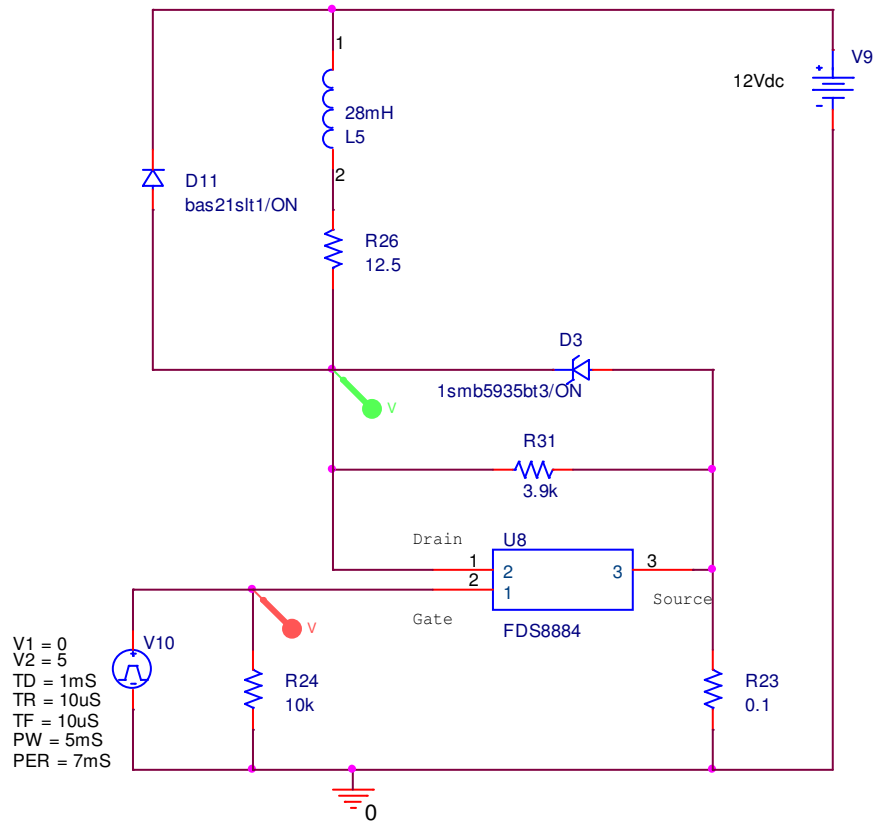 1
28mH
L5
2
D11
bas21slt1/ON
R26
12.5
V9
+
12Vdc
-
D3
1smb5935bt3/ON
V
R31
3.9k
Drain
U8
1
2
3
3
2
1
Gate
Source
FDS8884
V
V1 = 0
V2 = 5
TD = 1mS
TR = 10uS
TF = 10uS
PW = 5mS
PER = 7mS
V10
+
-
R24
10k
R23
0.1
0